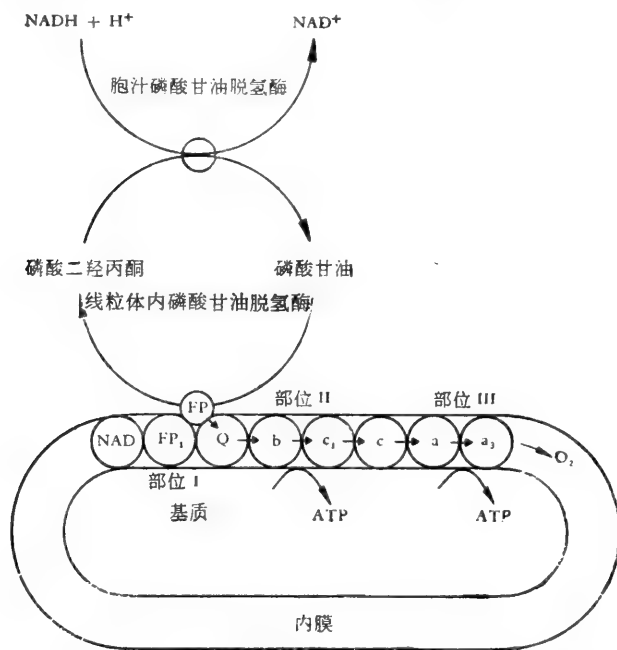 NADH + H⁺ NAD⁺
胞汁磷酸甘油脱氢酶
磷酸二羟丙酮 磷酸甘油
线粒体内磷酸甘油脱氢酶
FP 部位 II 部位 III
NAD FP₁ Q b c₁ c a a₃ O₂
部位 I
基质 ATP ATP
内膜